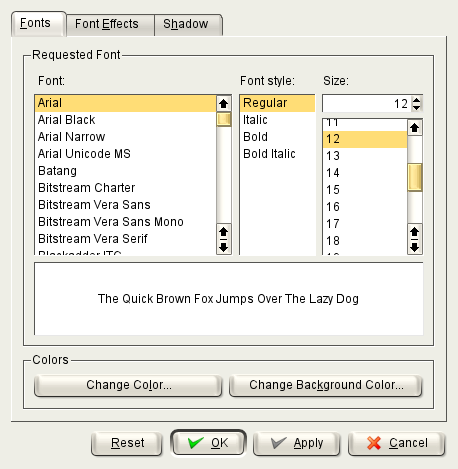 Fonts Font Effects Shadow
Requested Font
Font: Font style: Size:
12
Arial
Arial Black
Arial Narrow
Arial Unicode MS
Batang
Bitstream Charter
Bitstream Vera Sans
Bitstream Vera Sans Mono
Bitstream Vera Serif
Blackadder ITC
Regular
Italic
Bold
Bold Italic
11
12
13
14
15
16
17
18
19
The Quick Brown Fox Jumps Over The Lazy Dog
Colors
Change Color... Change Background Color...
Reset OK Apply Cancel